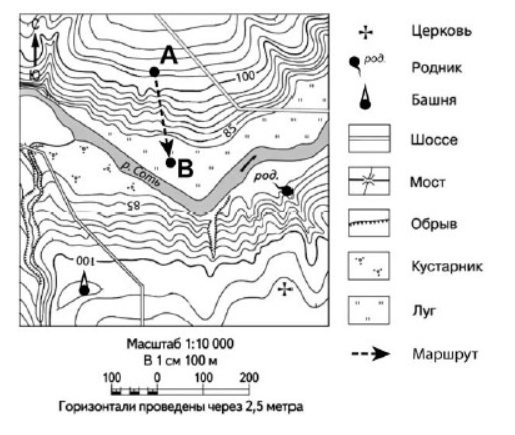 С
Ю
А
100
85
В
р. Соть
род.
85
100
Церковь
род.
Родник
Башня
Шоссе
Мост
Обрыв
Кустарник
Луг
Маршрут
Масштаб 1:10 000
В 1 см 100 м
100 0 100 200
Горизонтали проведены через 2,5 метра